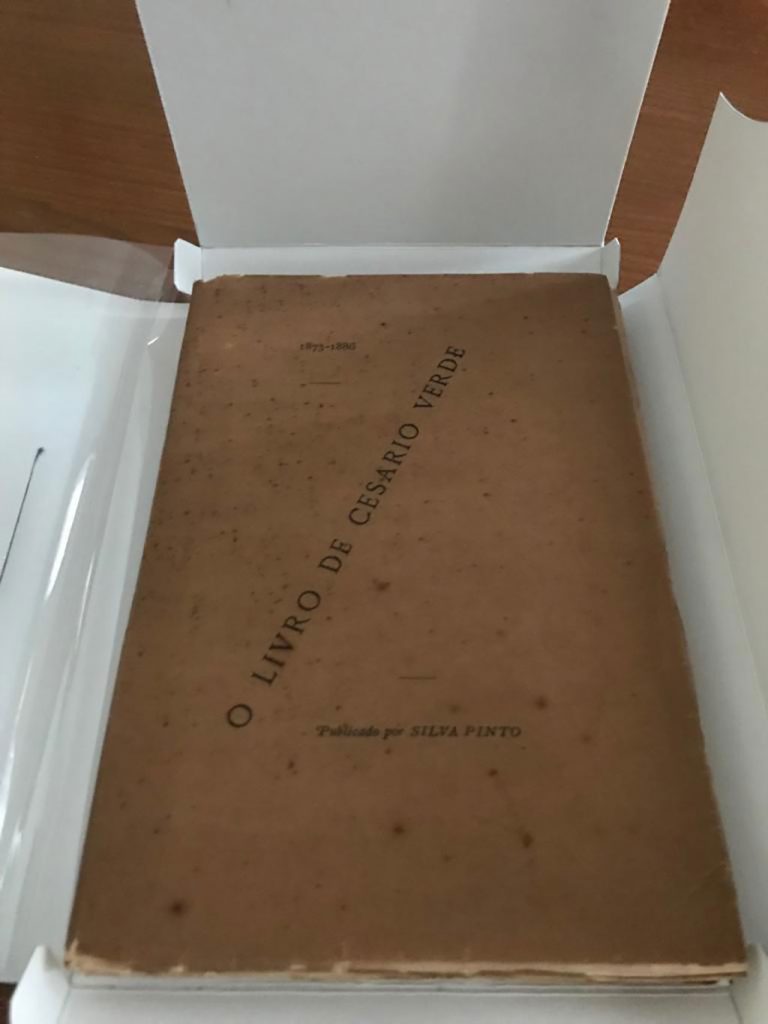 1873-1886
O LIVRO DE CESARIO VERDE
Publicado por SILVA PINTO